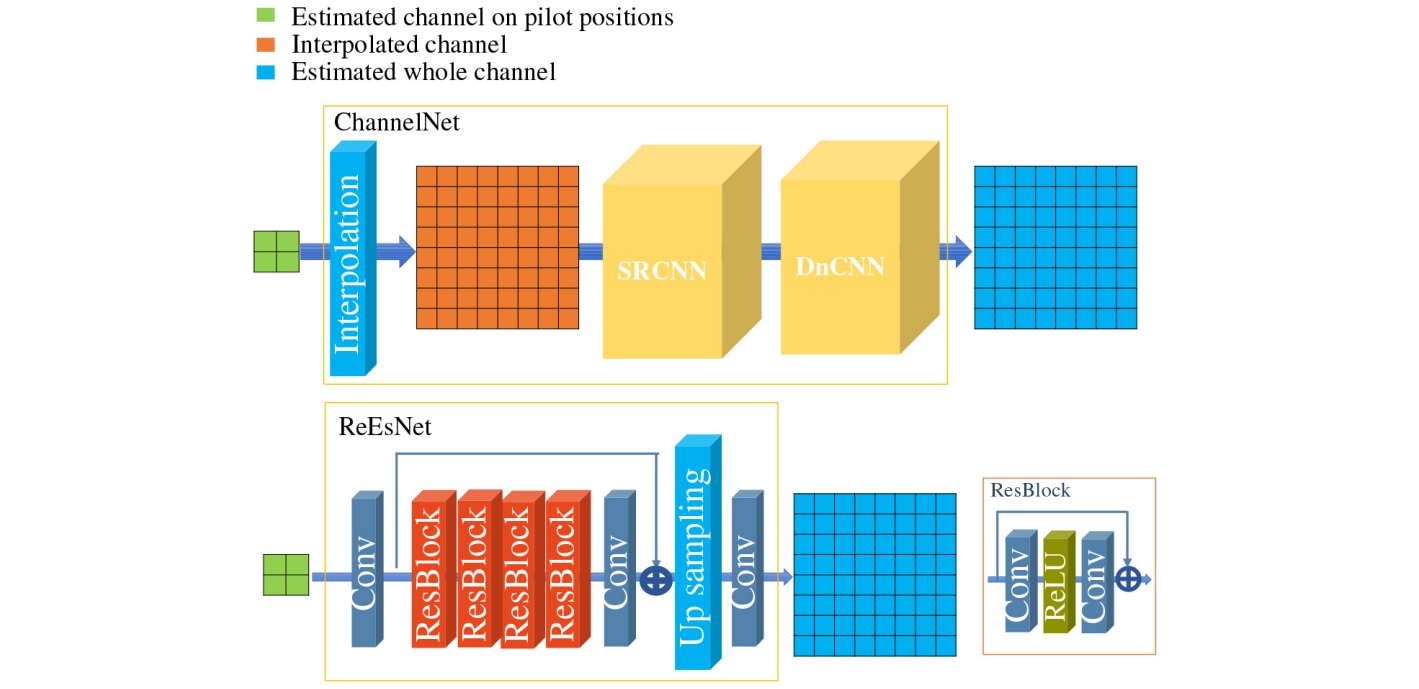 Estimated channel on pilot positions
Interpolated channel
Estimated whole channel
ChannelNet
Interpolation
SRCNN
DnCNN
ReEsNet
Conv
ResBlock
ResBlock
ResBlock
ResBlock
Conv
Up sampling
Conv
ResBlock
Conv
ReLU
Conv